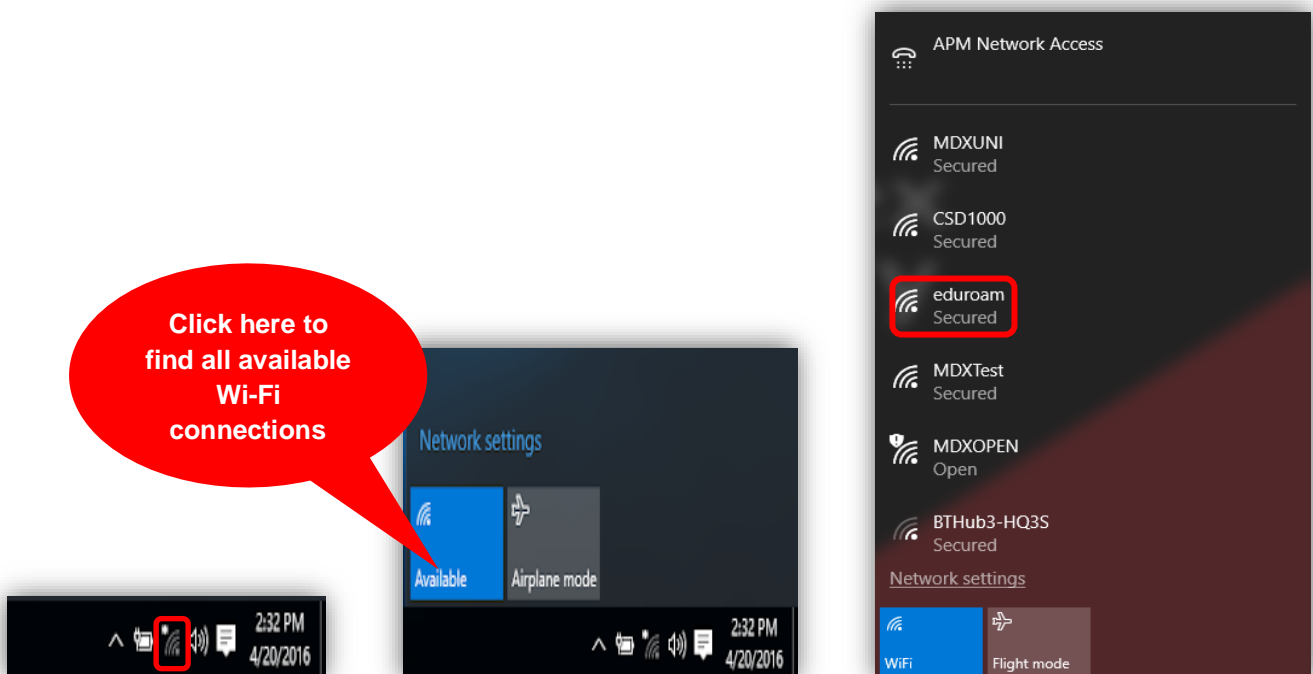 Click here to
find all available
Wi-Fi
connections
2:32 PM
4/20/2016
Network settings
Available
Airplane mode
2:32 PM
4/20/2016
APM Network Access
MDXUNI
Secured
CSD1000
Secured
eduroam
Secured
MDXTest
Secured
MDXOPEN
Open
BTHub3-HQ3S
Secured
Network settings
WiFi
Flight mode